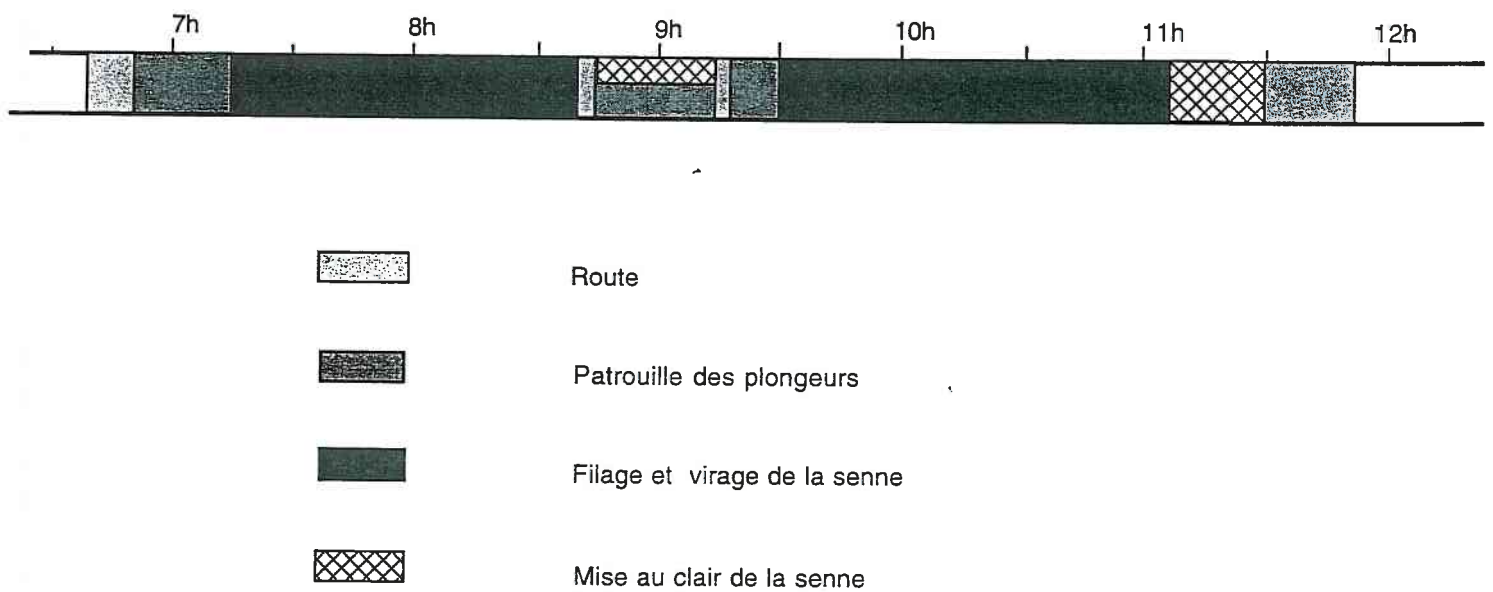 7h 8h 9h 10h 11h 12h
Route
Patrouille des plongeurs
Filage et virage de la senne
Mise au clair de la senne